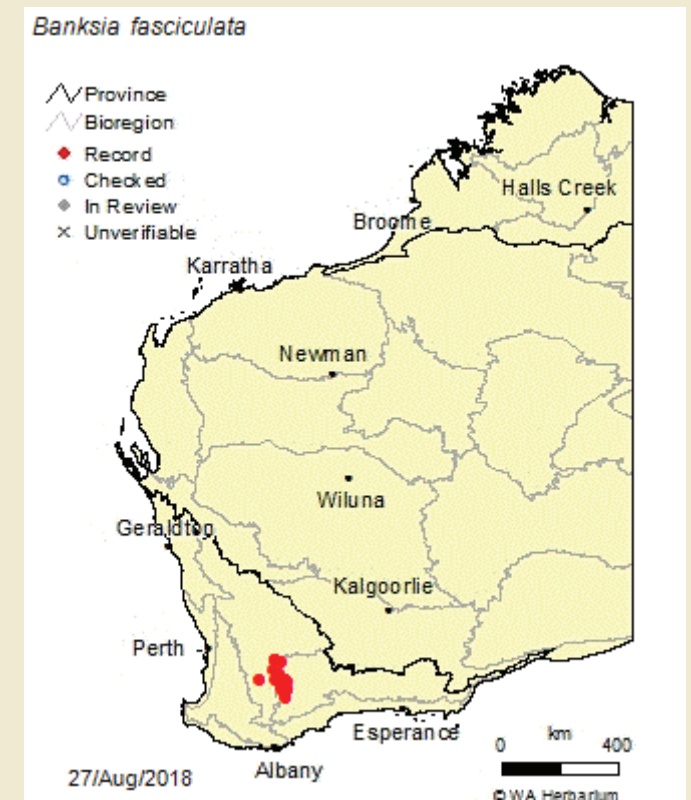 Banksia fasciculata
Province
Bioregion
Record
Checked
In Review
Unverifiable
Halls Creek
Broome
Karratha
Newman
Wiluna
Geraldton
Kalgoorlie
Perth
Esperance
0 km 400
Albany
27/Aug/2018
© WA Herbarium